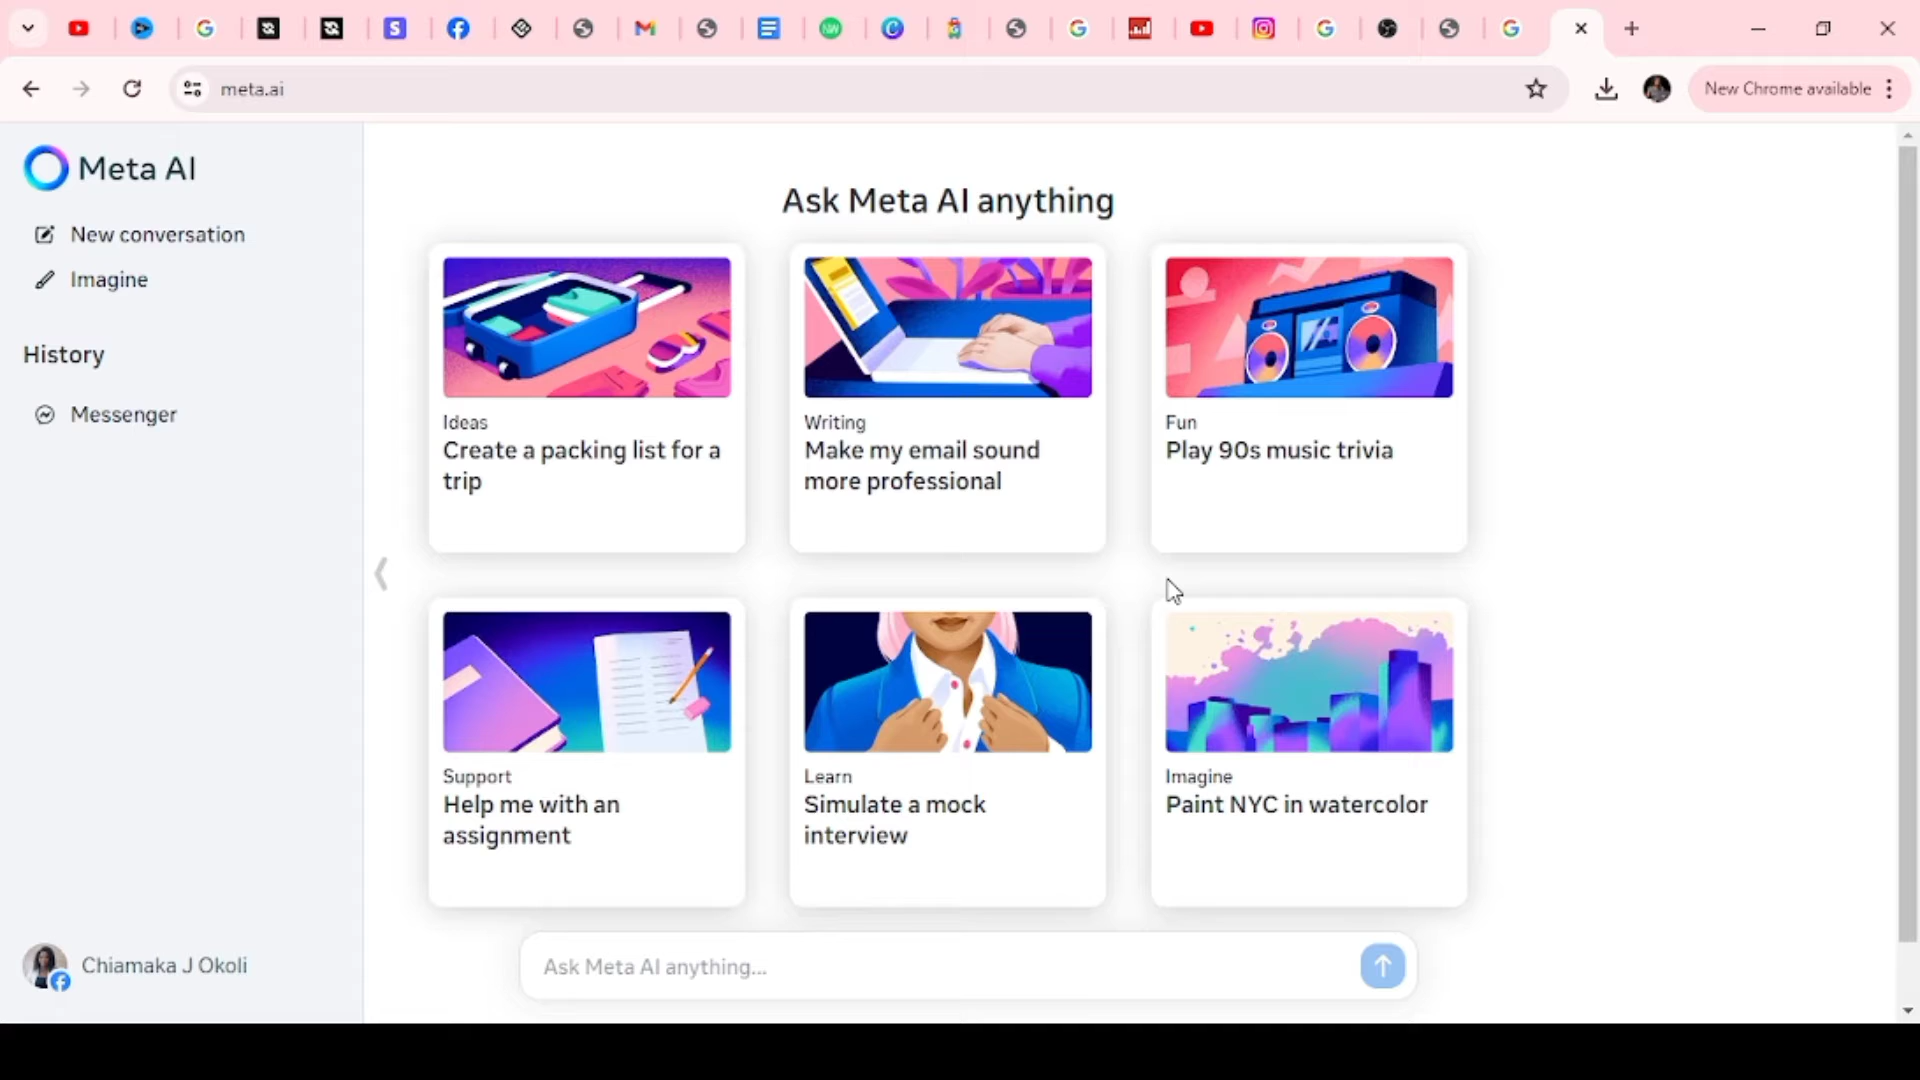 meta.ai
New Chrome available
Meta AI
New conversation
Imagine
History
Messenger
Chiamaka J Okoli
Ask Meta AI anything
Ideas
Create a packing list for a
trip
Writing
Make my email sound
more professional
Fun
Play 90s music trivia
Support
Help me with an
assignment
Learn
Simulate a mock
interview
Imagine
Paint NYC in watercolor
Ask Meta AI anything...